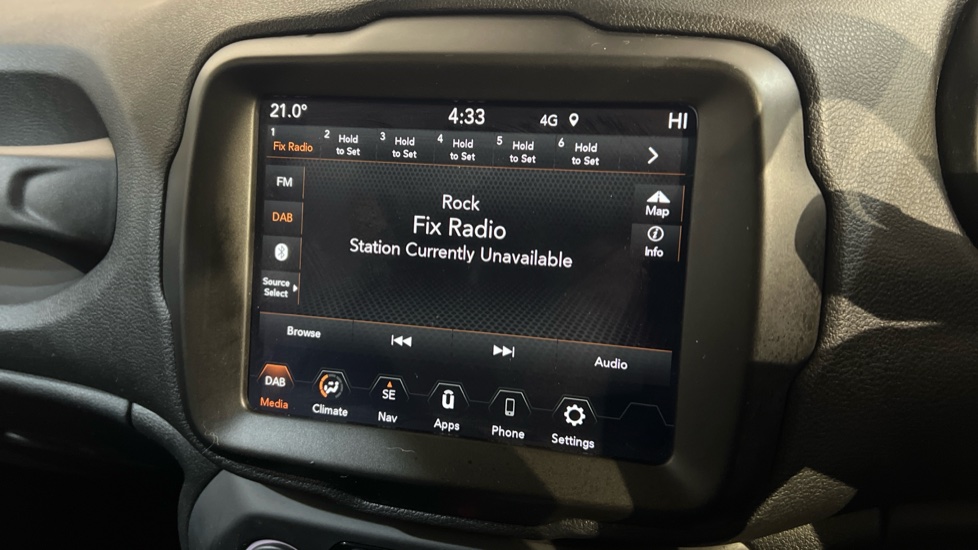 21.0° 4:33 4G HI
1 2 3 4 5 6
Fix Radio
Hold
to Set
Hold
to Set
Hold
to Set
Hold
to Set
Hold
to Set
FM
DAB
Source
Select
Rock
Fix Radio
Station Currently Unavailable
Map
Info
Browse
Audio
DAB
Media
Climate
SE
Nav
ū
Apps
Phone
Settings